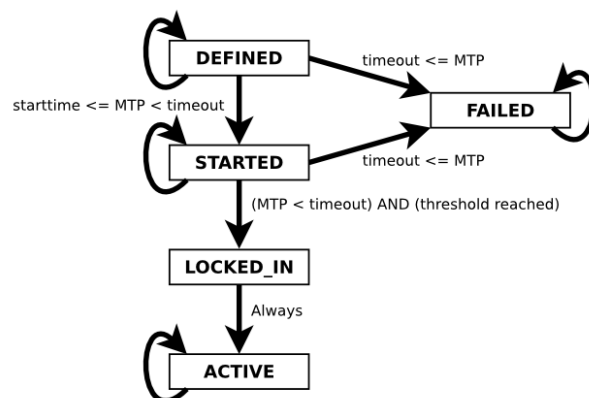 DEFINED
timeout <= MTP
FAILED
starttime <= MTP < timeout
STARTED
timeout <= MTP
(MTP < timeout) AND (threshold reached)
LOCKED_IN
Always
ACTIVE